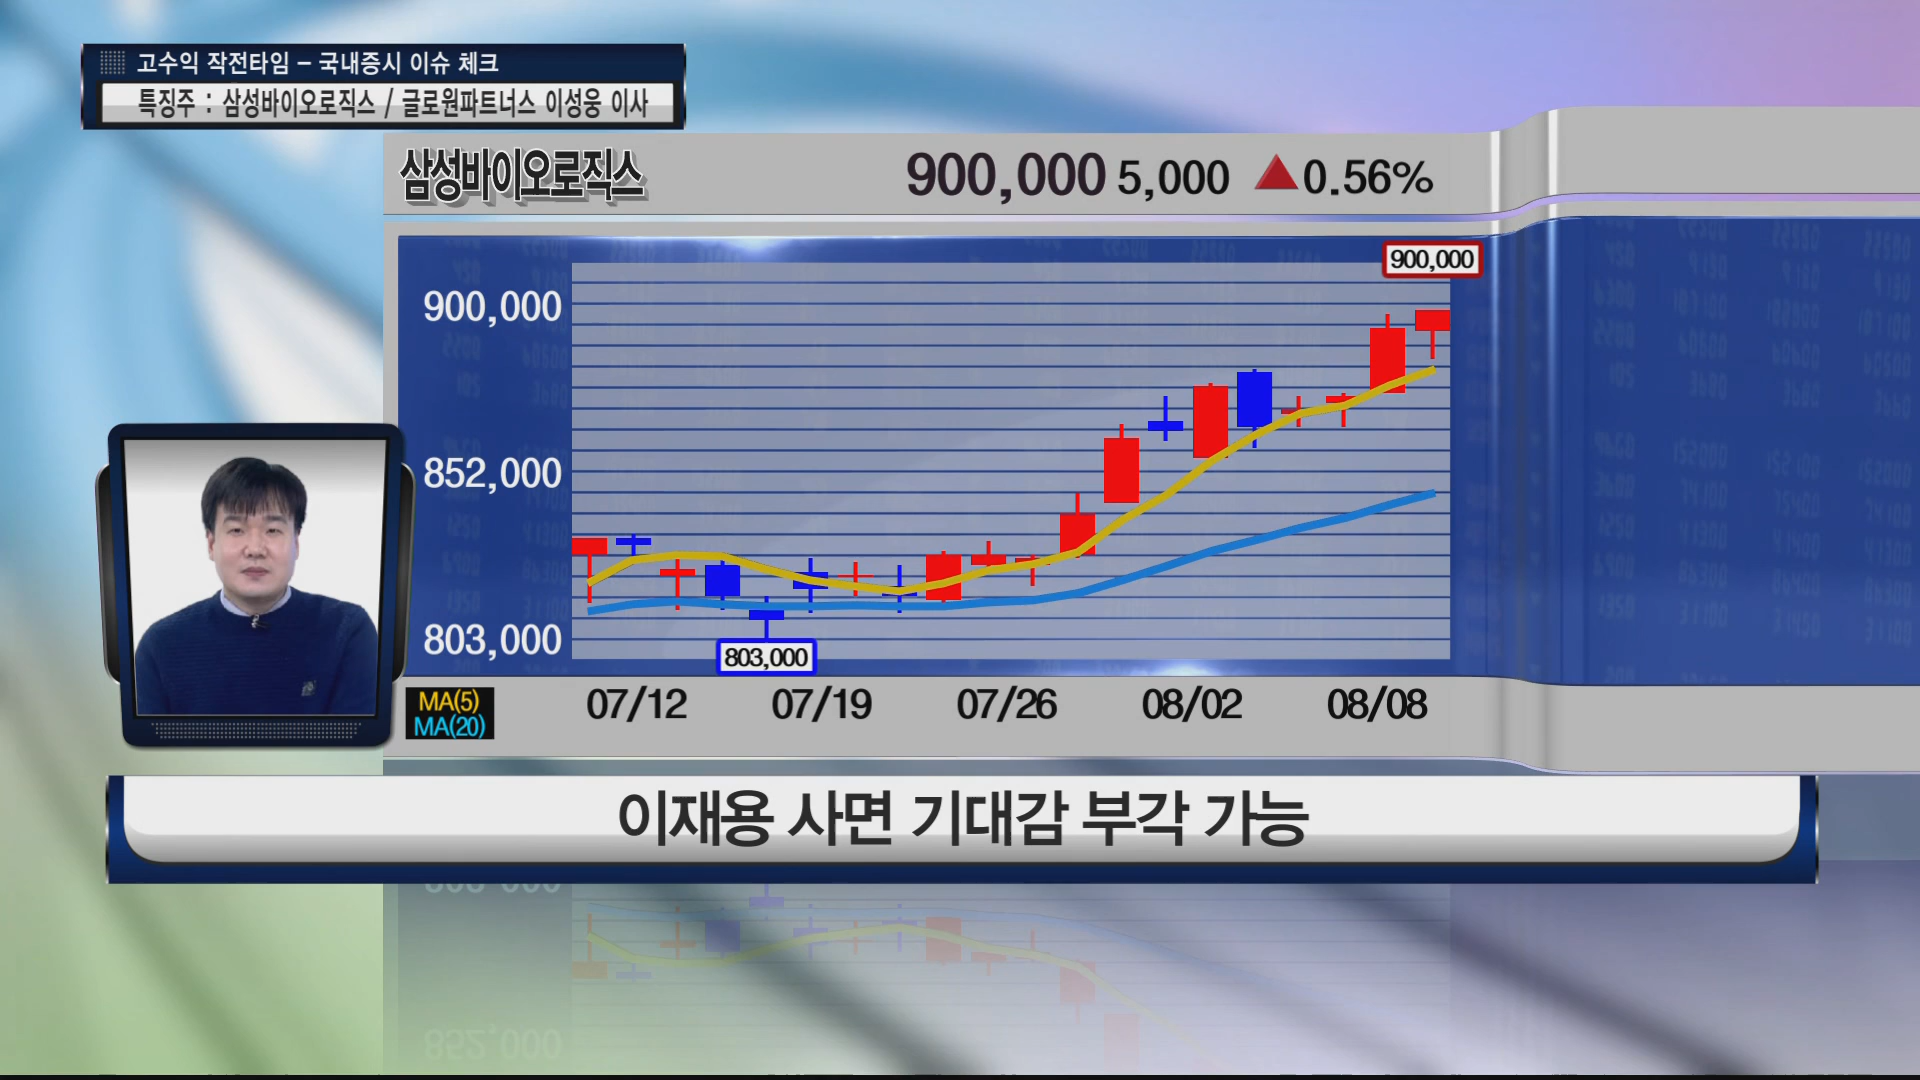 고수익 작전타임 – 국내증시 이슈 체크
특징주 : 삼성바이오로직스 / 글로원파트너스 이성웅 이사
삼성바이오로직스 900,000 5,000 ▲0.56%
900,000
900,000
852,000
803,000
803,000
MA(5)
MA(20)
07/12 07/19 07/26 08/02 08/08
이재용 사면 기대감 부각 가능